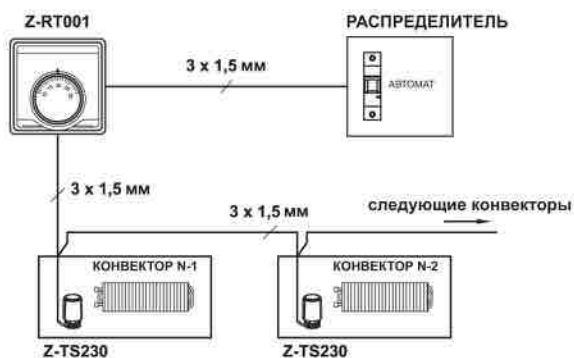 Z-RT001
РАСПРЕДЕЛИТЕЛЬ
3 x 1,5 мм
АВТОМАТ
3 x 1,5 мм
3 x 1,5 мм
следующие конвекторы
КОНВЕКТОР N-1
КОНВЕКТОР N-2
Z-TS230
Z-TS230